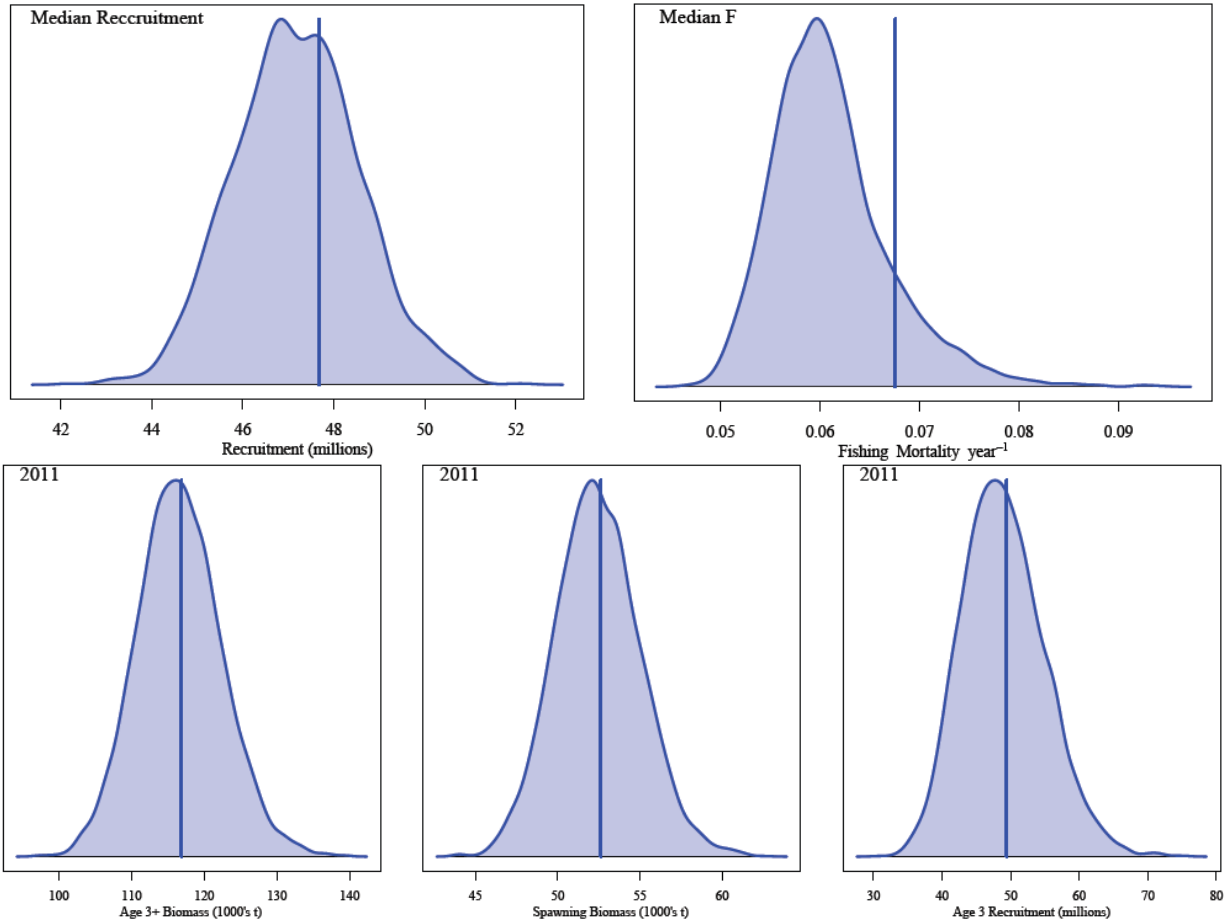 Median Reccruitment
42 44 46 48 50 52
Recruitment (millions)
Median F
0.05 0.06 0.07 0.08 0.09
Fishing Mortality year⁻¹
2011
100 110 120 130 140
Age 3+ Biomass (1000's t)
2011
45 50 55 60
Spawning Biomass (1000's t)
2011
30 40 50 60 70 80
Age 3 Recruitment (millions)